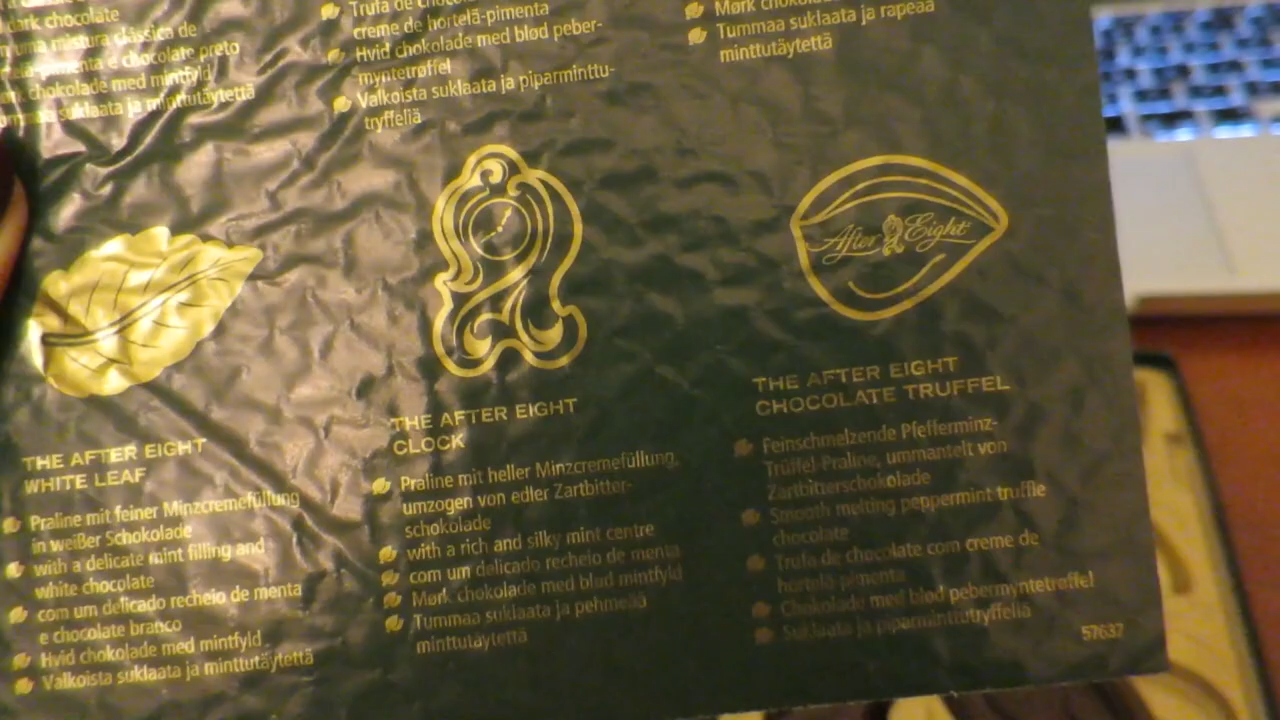 dark chocolate
uma mistura clássica de
e chocolate preto
chokolade med mintfyld
suklaata ja minttutäytettä
Trufa de
creme de hortelã-pimenta
Hvid chokolade med blød peber-
myntetrøffel
Valkoista suklaata ja piparminttu-
tryffeliä
Mørk
Tummaa suklaata ja rapeaa
minttutäytettä
THE AFTER EIGHT
WHITE LEAF
Praline mit feiner Minzcremefüllung
in weißer Schokolade
with a delicate mint filling and
white chocolate
com um delicado recheio de menta
e chocolate branco
Hvid chokolade med mintfyld
Valkoista suklaata ja minttutäytettä
THE AFTER EIGHT
CLOCK
Praline mit heller Minzcremefüllung,
umzogen von edler Zartbitter-
schokolade
with a rich and silky mint centre
com um delicado recheio de menta
Mørk chokolade med blød mintfyld
Tummaa suklaata ja pehmeää
minttutäytettä
After Eight
THE AFTER EIGHT
CHOCOLATE TRUFFEL
Feinschmelzende Pfefferminz-
Trüffel-Praline, ummantelt von
Zartbitterschokolade
Smooth melting peppermint truffle
chocolate
Trufa de chocolate com creme de
hortelã-pimenta
Chokolade med blød pebermyntetrøffel
Suklaata ja piparminttutryffeliä
57637